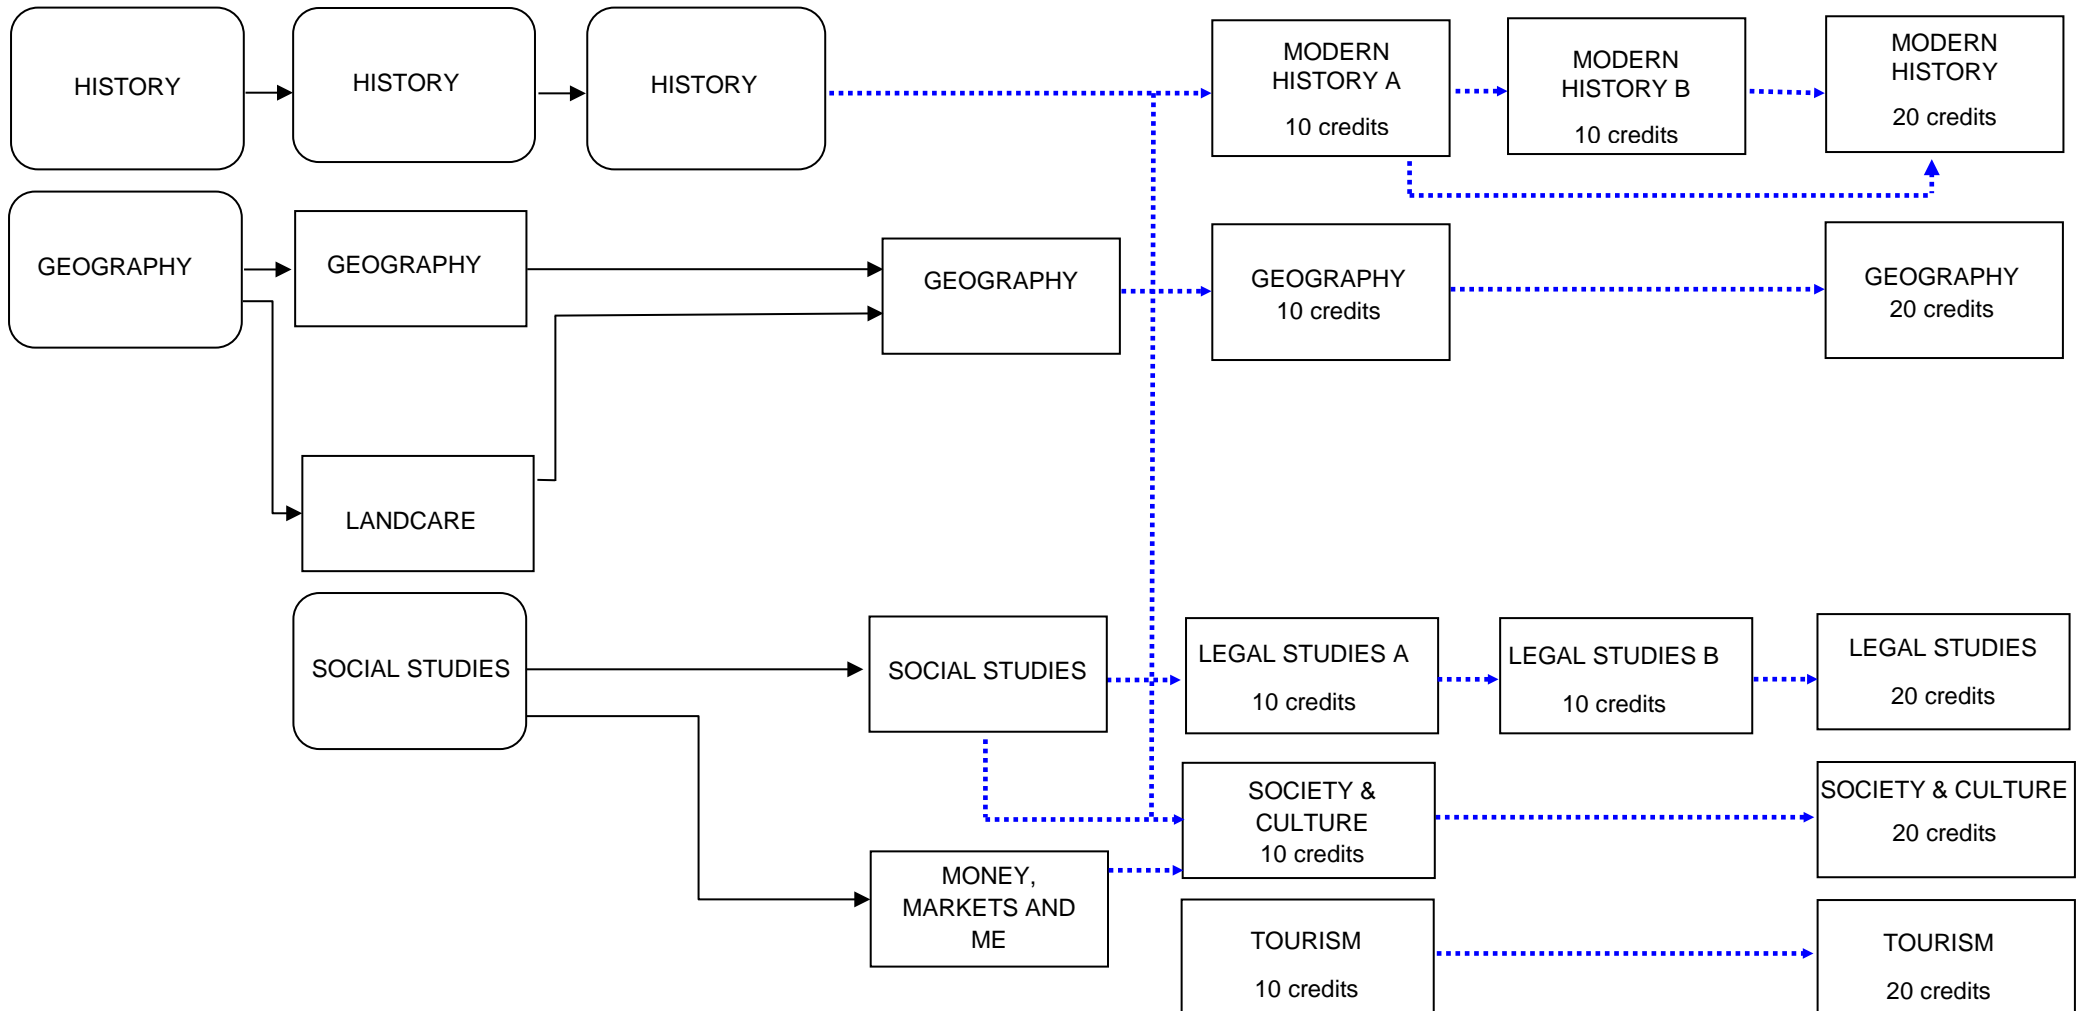 HISTORY
HISTORY
HISTORY
MODERN
HISTORY A
10 credits
MODERN
HISTORY B
10 credits
MODERN
HISTORY
20 credits
GEOGRAPHY
GEOGRAPHY
GEOGRAPHY
GEOGRAPHY
10 credits
GEOGRAPHY
20 credits
LANDCARE
SOCIAL STUDIES
SOCIAL STUDIES
LEGAL STUDIES A
10 credits
LEGAL STUDIES B
10 credits
LEGAL STUDIES
20 credits
SOCIETY &
CULTURE
10 credits
SOCIETY & CULTURE
20 credits
MONEY,
MARKETS AND
ME
TOURISM
10 credits
TOURISM
20 credits